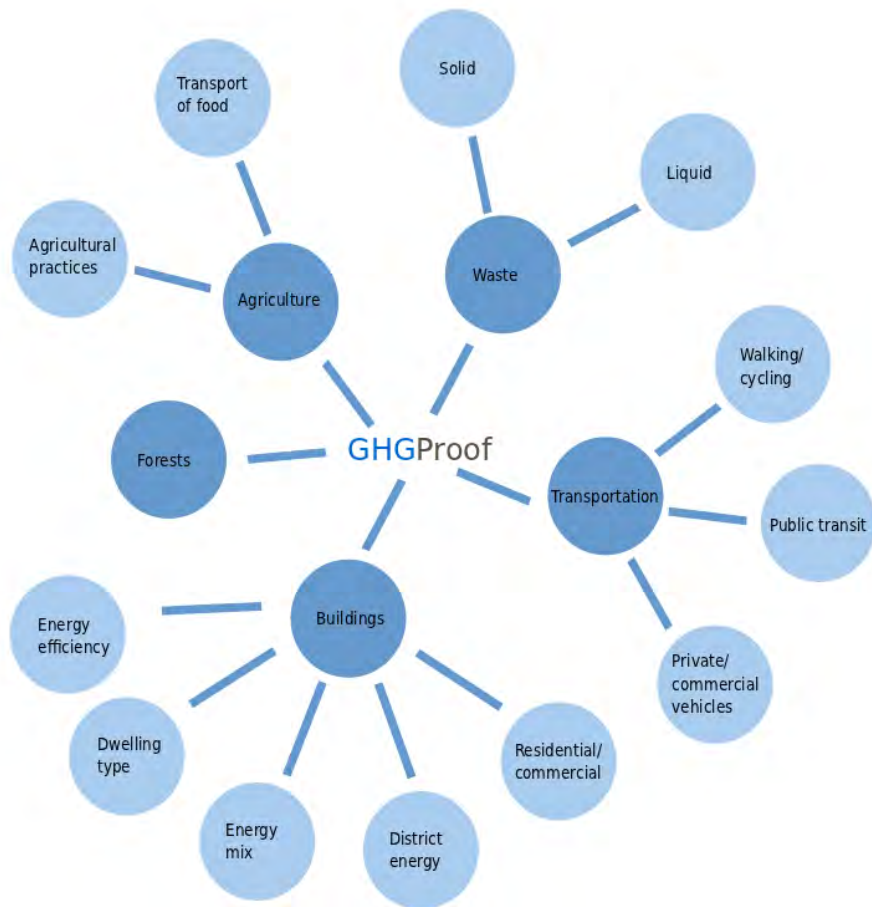 Transport
of food
Solid
Liquid
Agricultural
practices
Agriculture
Waste
Walking/
cycling
Forests
GHGProof
Transportation
Public transit
Energy
efficiency
Buildings
Private/
commercial
vehicles
Dwelling
type
Residential/
commercial
Energy
mix
District
energy